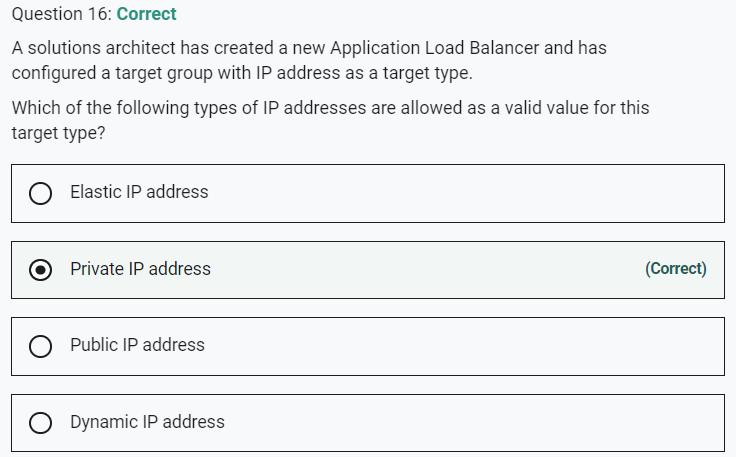 Question 16: Correct
A solutions architect has created a new Application Load Balancer and has
configured a target group with IP address as a target type.
Which of the following types of IP addresses are allowed as a valid value for this
target type?
Elastic IP address
Private IP address (Correct)
Public IP address
Dynamic IP address